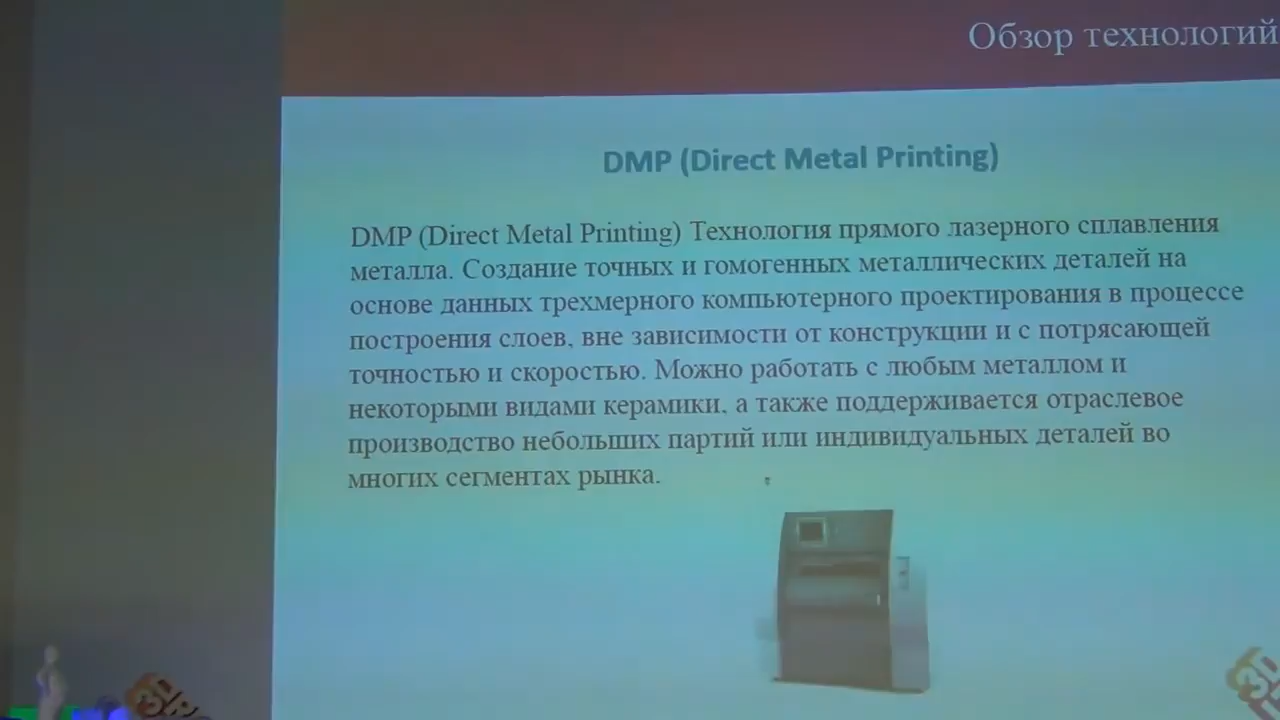 Обзор технологий
DMP (Direct Metal Printing)
DMP (Direct Metal Printing) Технология прямого лазерного сплавления
металла. Создание точных и гомогенных металлических деталей на
основе данных трехмерного компьютерного проектирования в процессе
построения слоев, вне зависимости от конструкции и с потрясающей
точностью и скоростью. Можно работать с любым металлом и
некоторыми видами керамики, а также поддерживается отраслевое
производство небольших партий или индивидуальных деталей во
многих сегментах рынка.
3D